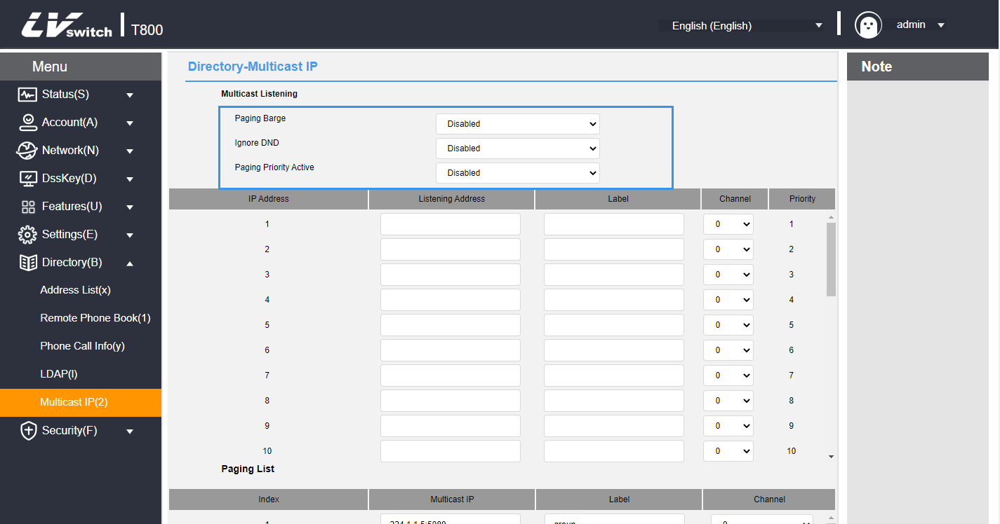 LV switch T800 English (English) admin
Menu
Status(S)
Account(A)
Network(N)
DssKey(D)
Features(U)
Settings(E)
Directory(B)
Address List(x)
Remote Phone Book(1)
Phone Call Info(y)
LDAP(l)
Multicast IP(2)
Security(F)
Directory-Multicast IP
Multicast Listening
Paging Barge Disabled
Ignore DND Disabled
Paging Priority Active Disabled
IP Address Listening Address Label Channel Priority
1 0 1
2 0 2
3 0 3
4 0 4
5 0 5
6 0 6
7 0 7
8 0 8
9 0 9
10 0 10
Paging List
Index Multicast IP Label Channel
1 224.1.1.5:5089 group 0
Note